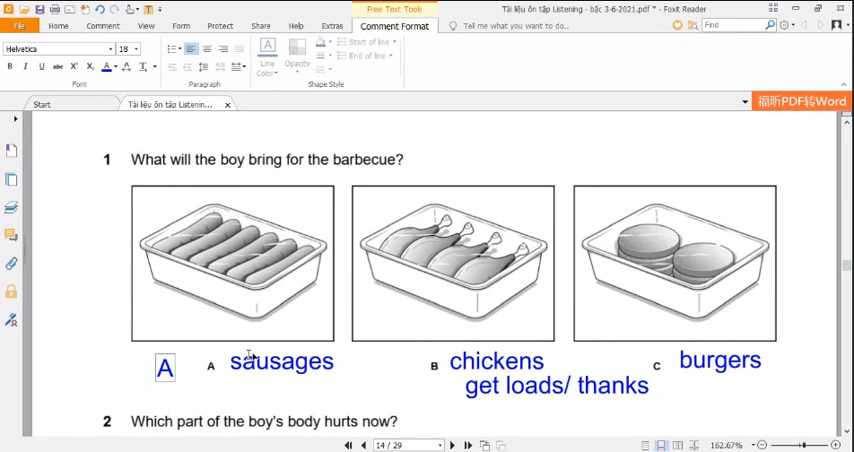 Free Text Tools
Tài liệu ôn tập Listening - bậc 3-6-2021.pdf * - Foxit Reader
File Home Comment View Form Protect Share Help Extras Comment Format Tell me what you want to do... Find
Helvetica 18
Line Color Opacity Start of line End of line
B I U abc X² X₂ A A T
Font Paragraph Shape Style
Start Tài liệu ôn tập Listenin... 福昕PDF转Word
1 What will the boy bring for the barbecue?
A A sausages B chickens C burgers
get loads/ thanks
2 Which part of the boy's body hurts now?
14 / 29 162.67%